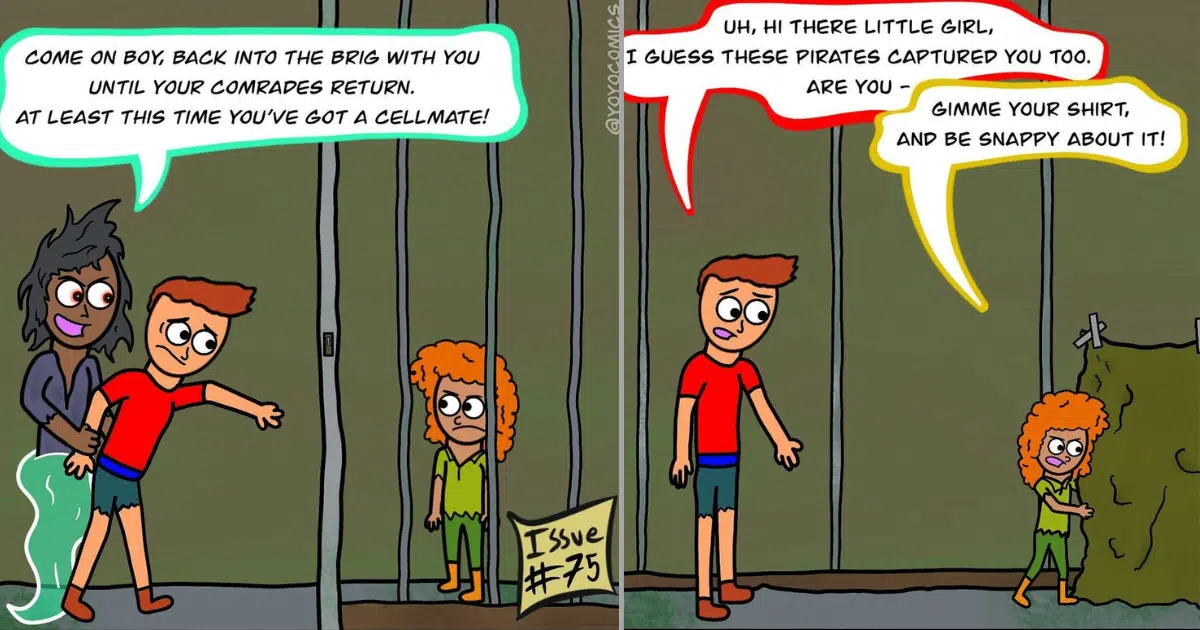 COME ON BOY, BACK INTO THE BRIG WITH YOU
UNTIL YOUR COMRADES RETURN.
AT LEAST THIS TIME YOU'VE GOT A CELLMATE!
Issue
#75
@YOYOCOMICS
UH, HI THERE LITTLE GIRL,
I GUESS THESE PIRATES CAPTURED YOU TOO.
ARE YOU -
GIMME YOUR SHIRT,
AND BE SNAPPY ABOUT IT!